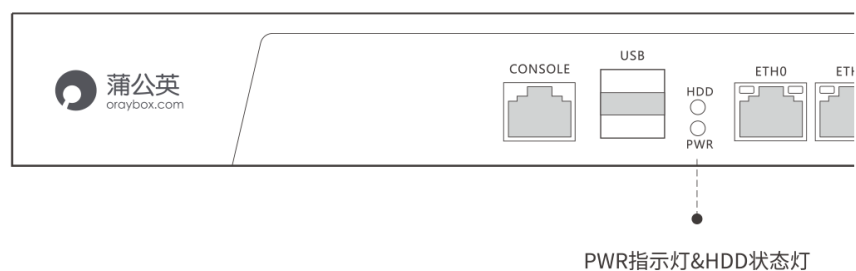 蒲公英
oraybox.com
CONSOLE
USB
HDD
PWR
ETH0
ETH
PWR指示灯&HDD状态灯